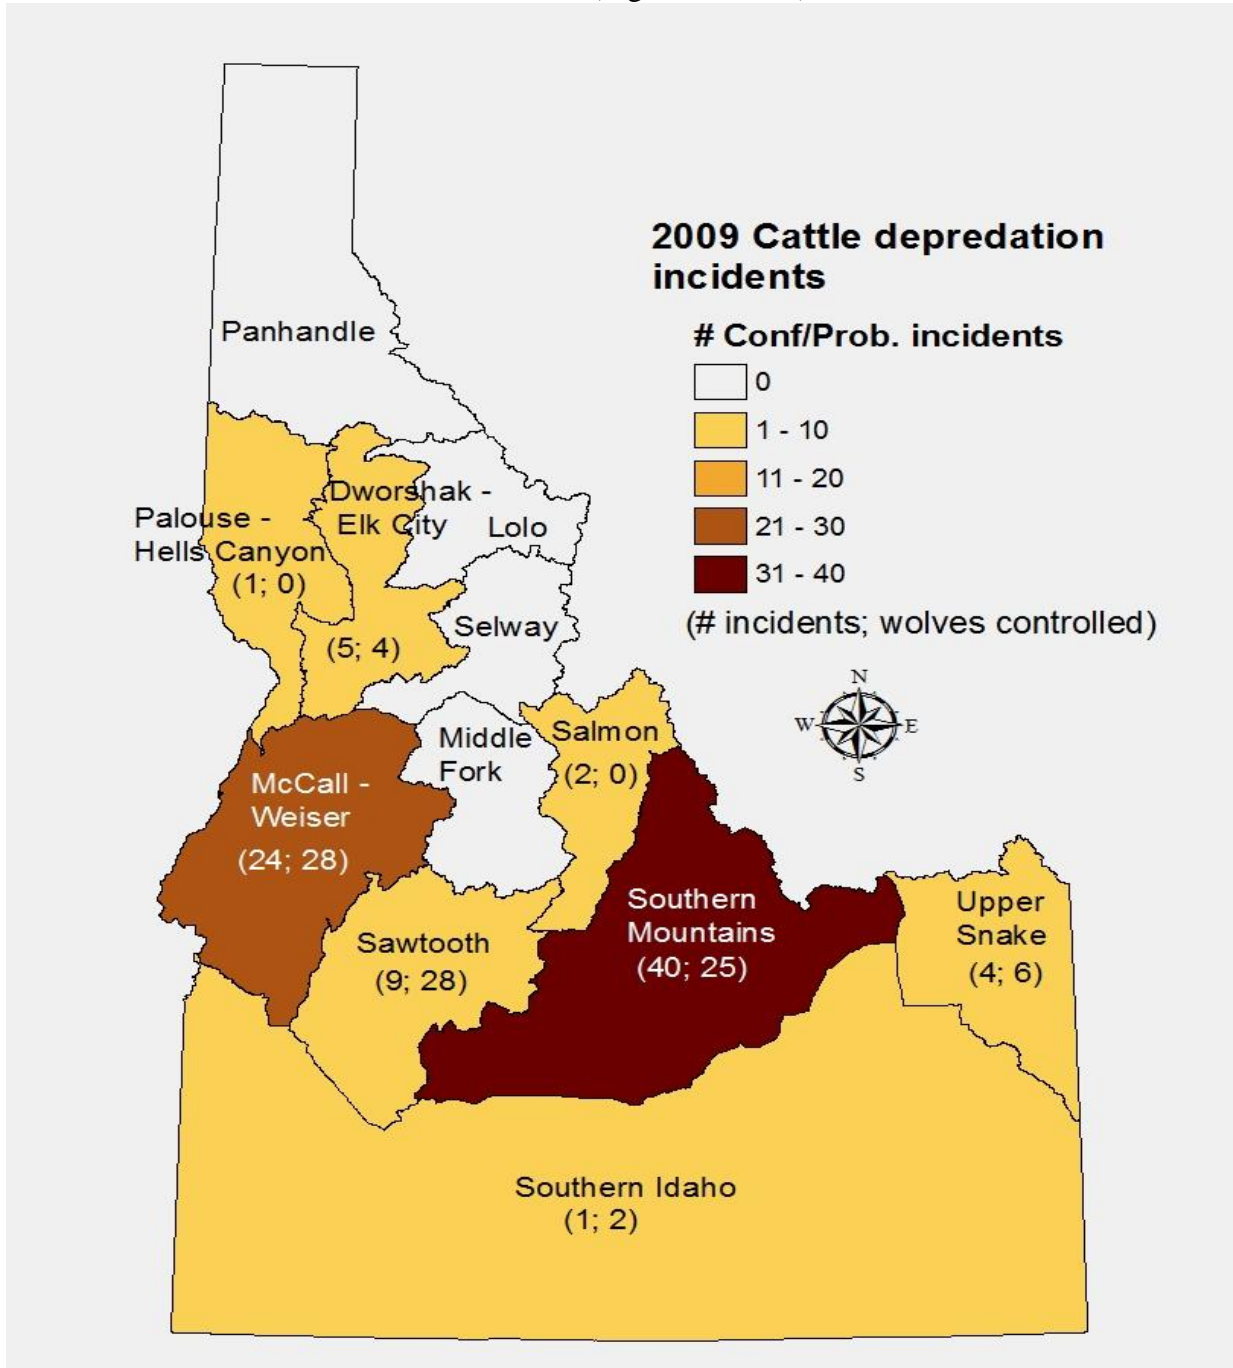 2009 Cattle depredation
incidents
# Conf/Prob. incidents
0
1 - 10
11 - 20
21 - 30
31 - 40
(# incidents; wolves controlled)
N
W
E
S
Panhandle
Dworshak -
Elk City
(5; 4)
Lolo
Palouse -
Hells Canyon
(1; 0)
Selway
Middle
Fork
Salmon
(2; 0)
McCall -
Weiser
(24; 28)
Sawtooth
(9; 28)
Southern
Mountains
(40; 25)
Upper
Snake
(4; 6)
Southern Idaho
(1; 2)